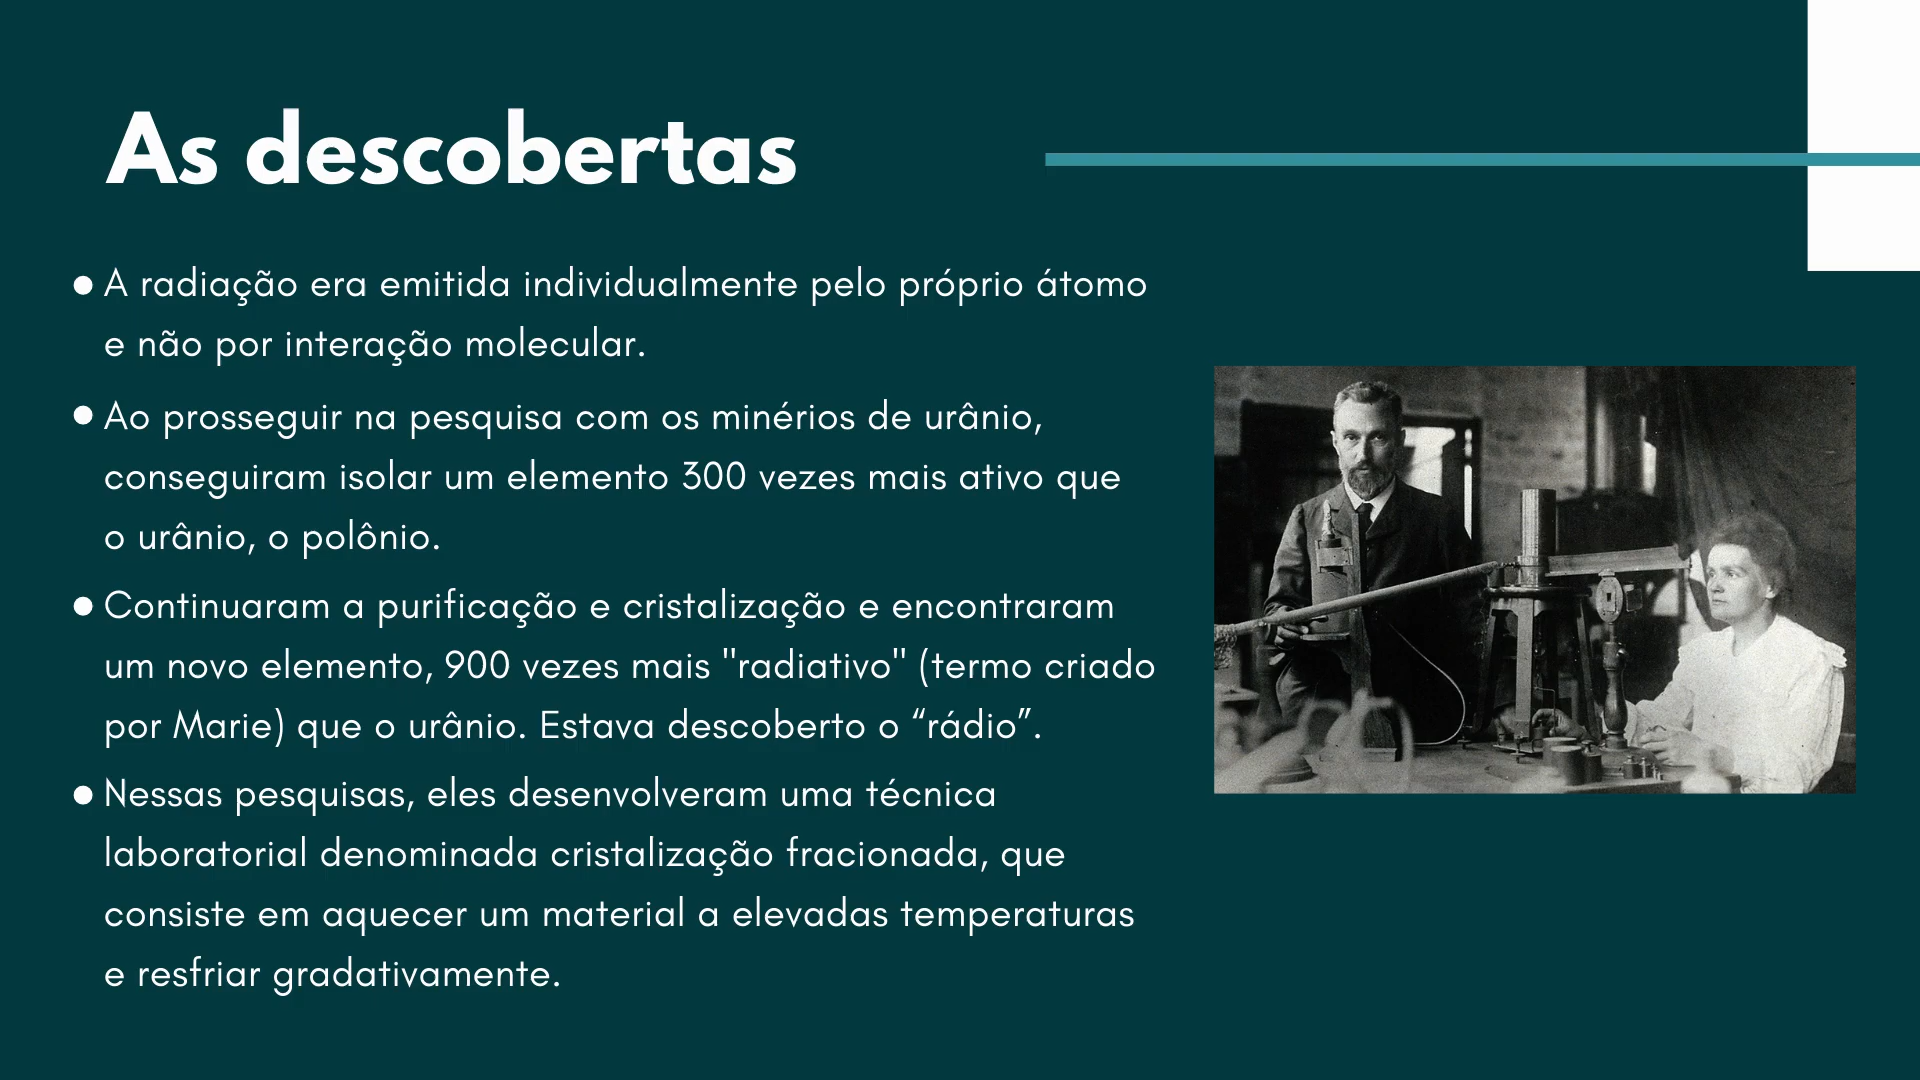 As descobertas
● A radiação era emitida individualmente pelo próprio átomo
e não por interação molecular.
● Ao prosseguir na pesquisa com os minérios de urânio,
conseguiram isolar um elemento 300 vezes mais ativo que
o urânio, o polônio.
● Continuaram a purificação e cristalização e encontraram
um novo elemento, 900 vezes mais "radiativo" (termo criado
por Marie) que o urânio. Estava descoberto o “rádio”.
● Nessas pesquisas, eles desenvolveram uma técnica
laboratorial denominada cristalização fracionada, que
consiste em aquecer um material a elevadas temperaturas
e resfriar gradativamente.